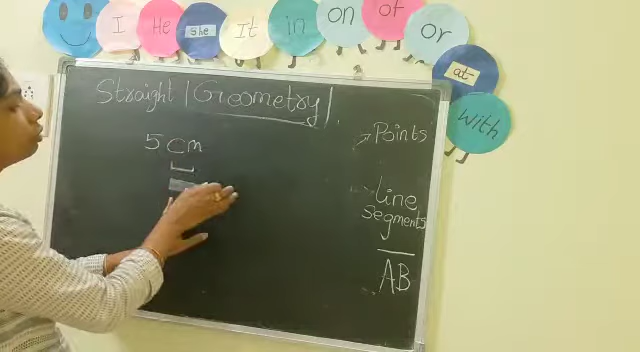 I He she It in on of or
at
with
Straight |Geometry|.
5 cm
Points
line
segments
AB